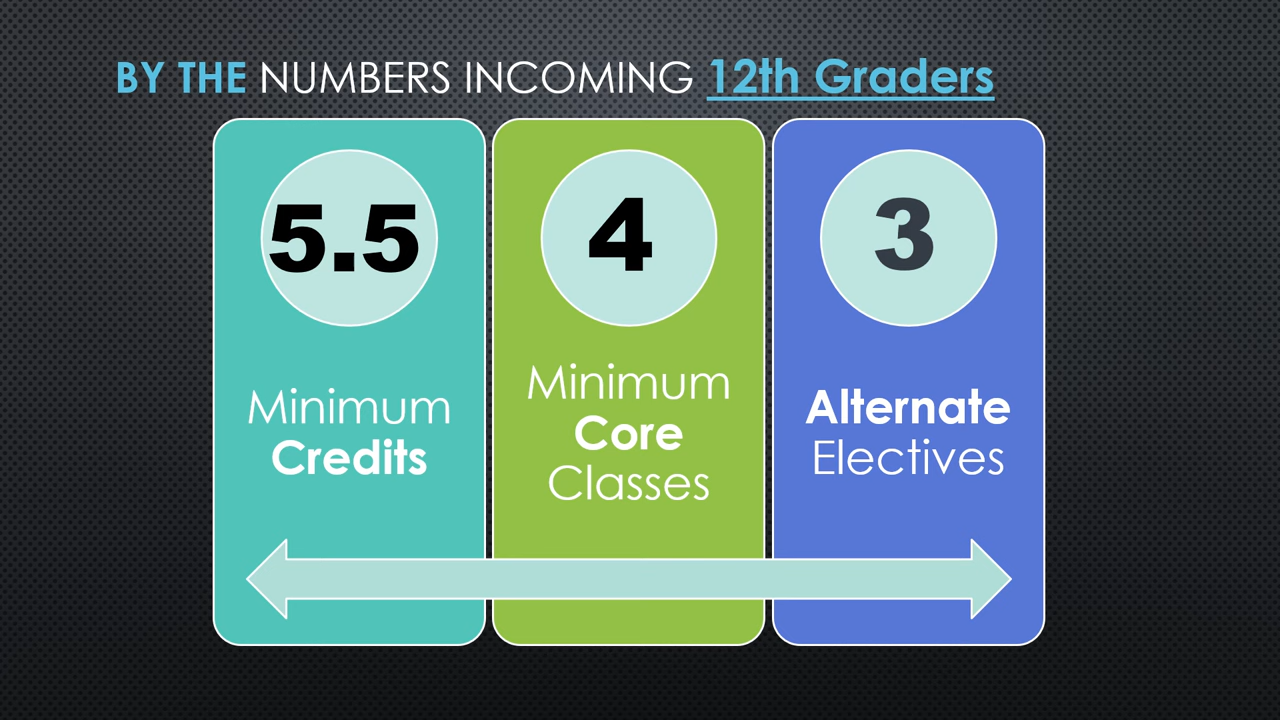 BY THE NUMBERS INCOMING 12th Graders
5.5
Minimum
Credits
4
Minimum
Core
Classes
3
Alternate
Electives